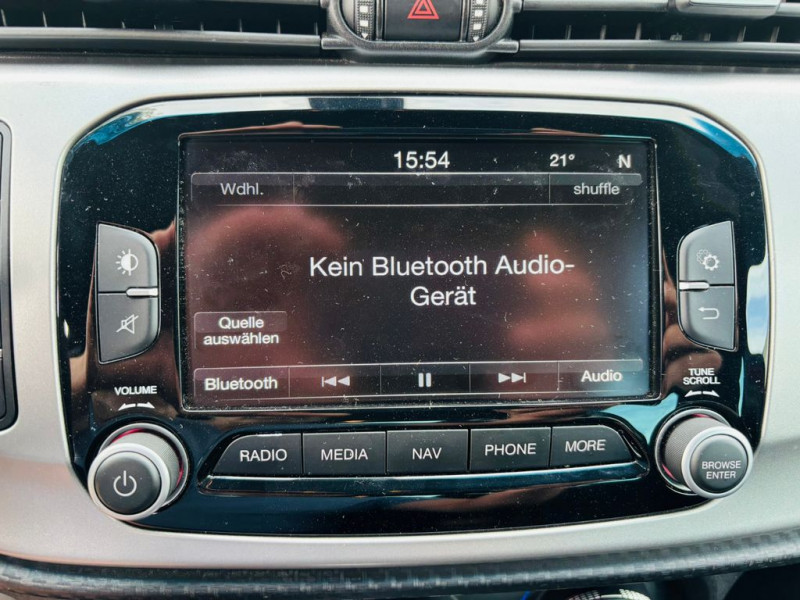 15:54 21° N
Wdhl. shuffle
Kein Bluetooth Audio-
Gerät
Quelle
auswählen
Bluetooth Audio
VOLUME
TUNE
SCROLL
RADIO MEDIA NAV PHONE MORE
BROWSE
ENTER